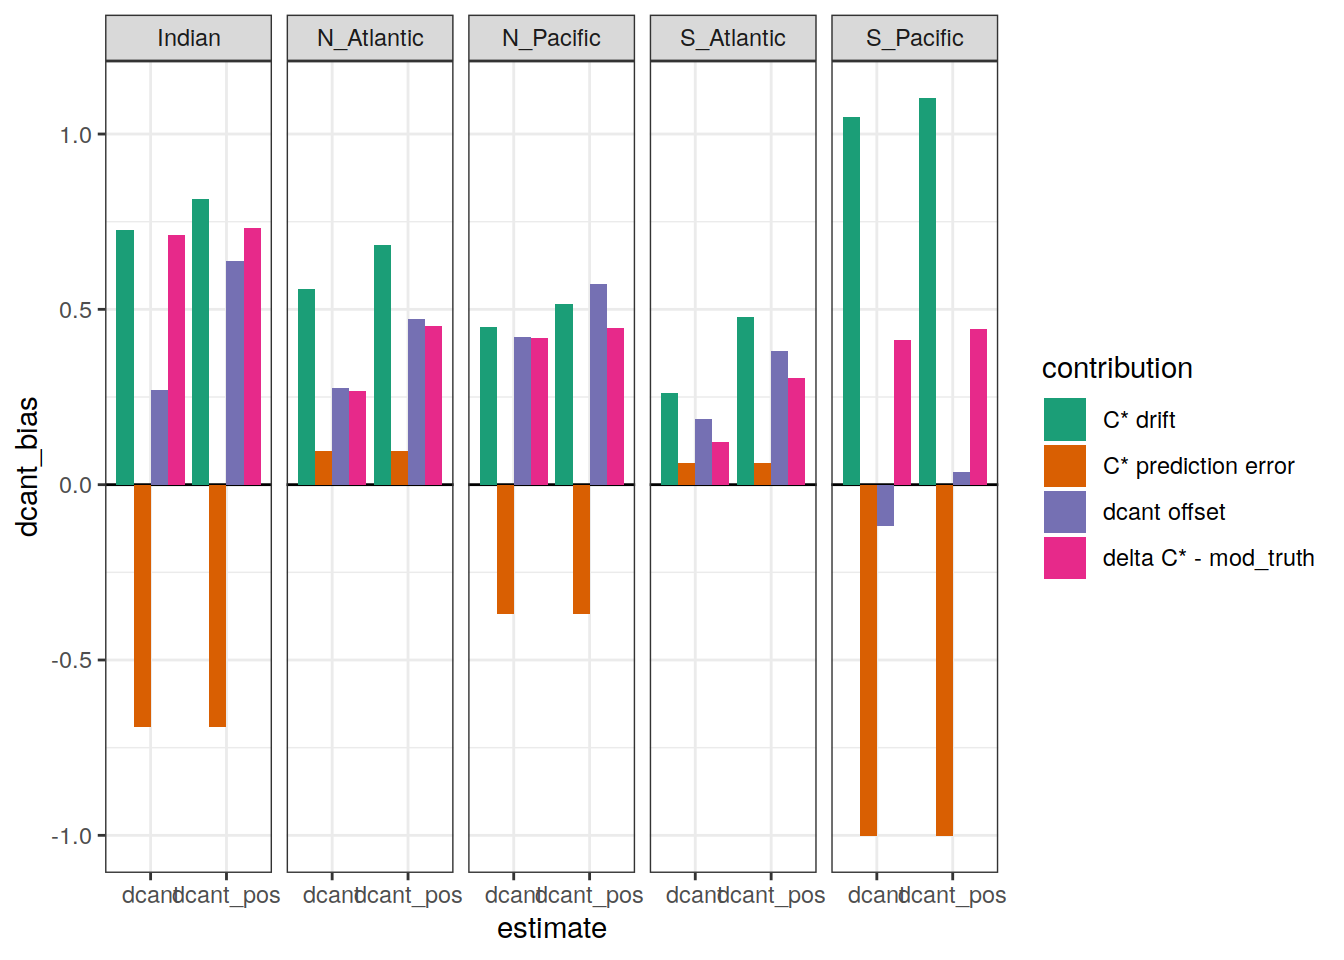 Indian N_Atlantic N_Pacific S_Atlantic S_Pacific
1.0
0.5
0.0
-0.5
-1.0
dcant_bias
dcant dcant_pos dcant dcant_pos dcant dcant_pos dcant dcant_pos dcant dcant_pos
estimate
contribution
C* drift
C* prediction error
dcant offset
delta C* - mod_truth